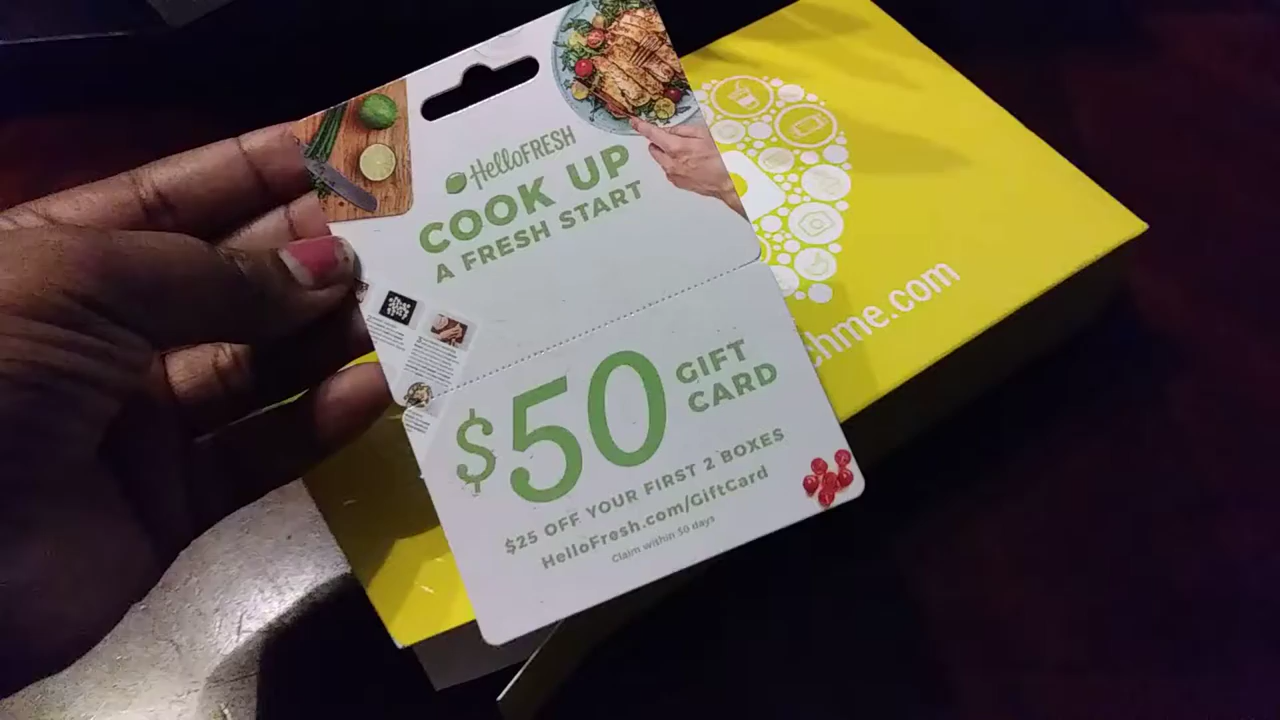 HELLOFRESH
COOK UP
A FRESH START
$50 GIFT
CARD
$25 OFF YOUR FIRST 2 BOXES
HelloFresh.com/GiftCard
Claim within 50 days
chme.com